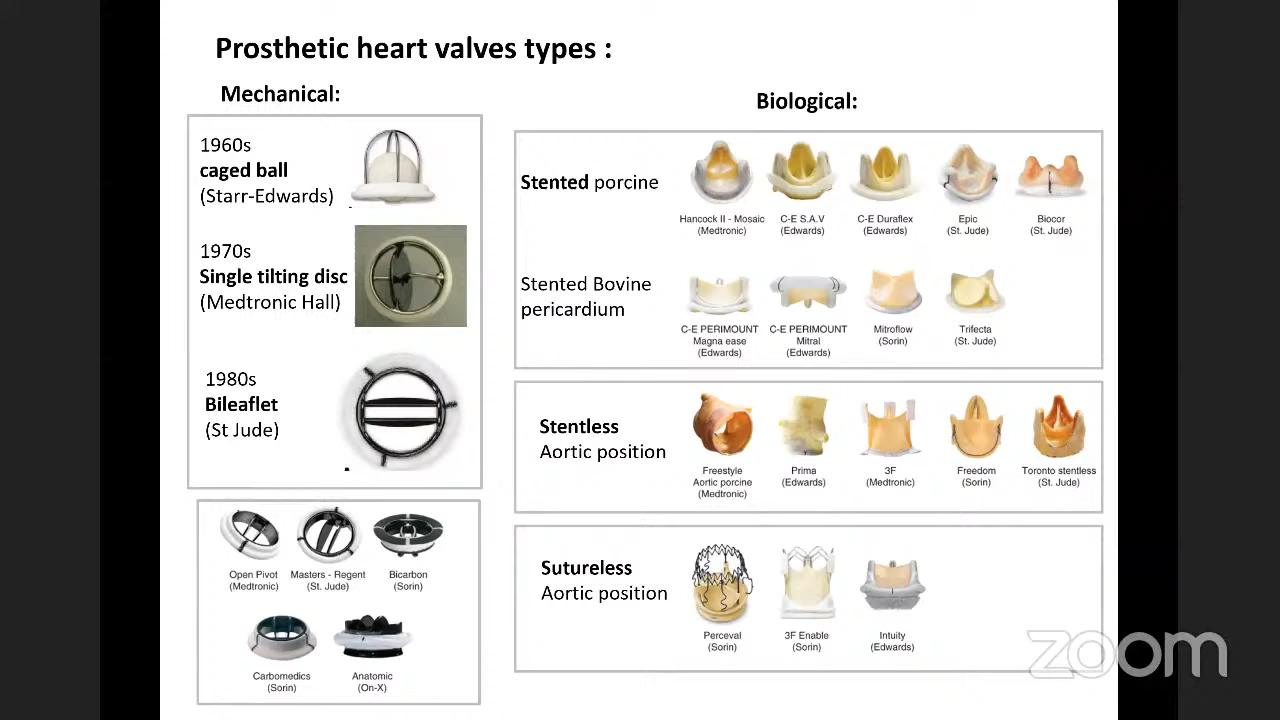 Prosthetic heart valves types :
Mechanical:
1960s
caged ball
(Starr-Edwards)
1970s
Single tilting disc
(Medtronic Hall)
1980s
Bileaflet
(St Jude)
Open Pivot
(Medtronic)
Masters - Regent
(St. Jude)
Bicarbon
(Sorin)
Carbomedics
(Sorin)
Anatomic
(On-X)
Biological:
Stented porcine
Hancock II - Mosaic
(Medtronic)
C-E S.A.V
(Edwards)
C-E Duraflex
(Edwards)
Epic
(St. Jude)
Biocor
(St. Jude)
Stented Bovine
pericardium
C-E PERIMOUNT
Magna ease
(Edwards)
C-E PERIMOUNT
Mitral
(Edwards)
Mitroflow
(Sorin)
Trifecta
(St. Jude)
Stentless
Aortic position
Freestyle
Aortic porcine
(Medtronic)
Prima
(Edwards)
3F
(Medtronic)
Freedom
(Sorin)
Toronto stentless
(St. Jude)
Sutureless
Aortic position
Perceval
(Sorin)
3F Enable
(Sorin)
Intuity
(Edwards)
zoom